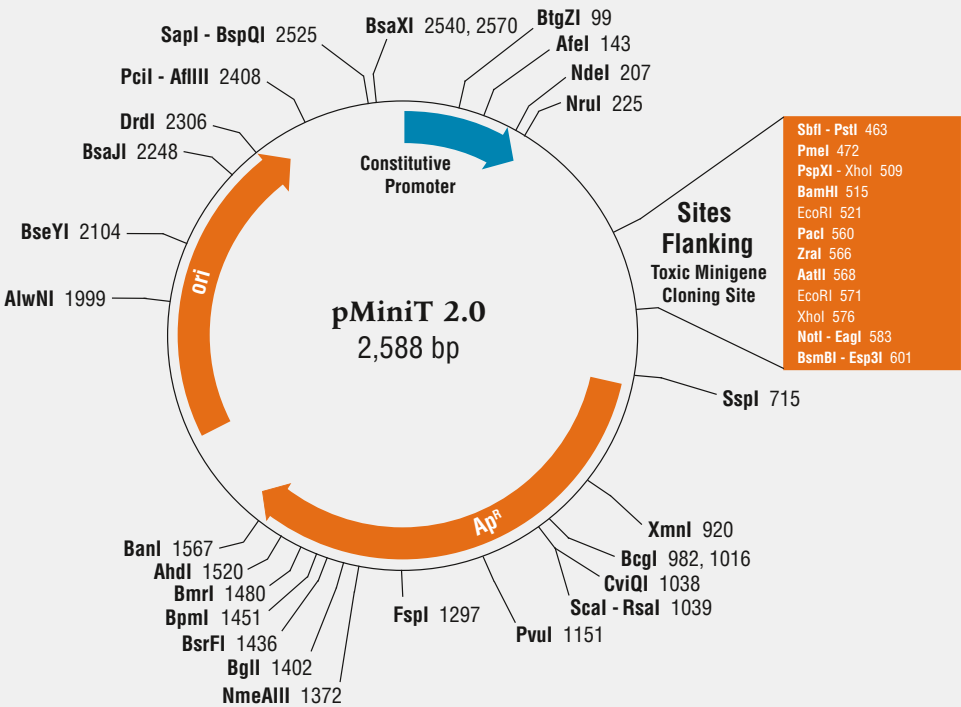 BsaXI 2540, 2570
BtgZI 99
SapI - BspQI 2525
AfeI 143
PciI - AflIII 2408
NdeI 207
NruI 225
DrdI 2306
BsaJI 2248
Constitutive
Promoter
SbfI - PstI 463
PmeI 472
PspXI - XhoI 509
BamHI 515
EcoRI 521
PacI 560
ZraI 566
AatII 568
EcoRI 571
XhoI 576
NotI - EagI 583
BsmBI - Esp3I 601
Sites
Flanking
Toxic Minigene
Cloning Site
BseYI 2104
ori
AlwNI 1999
pMiniT 2.0
2,588 bp
SspI 715
ApR
XmnI 920
BanI 1567
BcgI 982, 1016
AhdI 1520
CviQI 1038
BmrI 1480
ScaI - RsaI 1039
BpmI 1451
FspI 1297
PvuI 1151
BsrFI 1436
BglI 1402
NmeAIII 1372